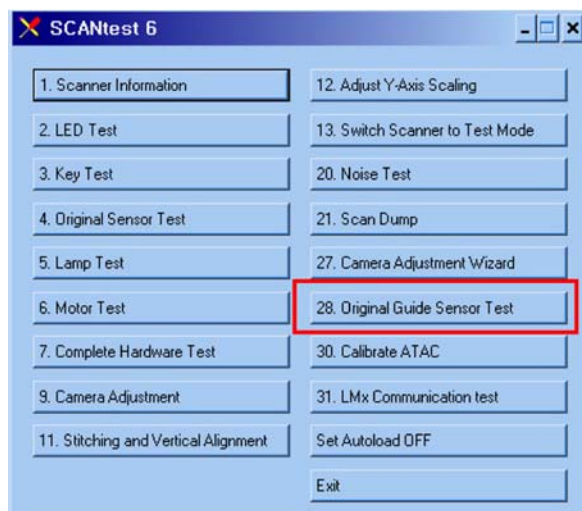 SCANtest 6
1. Scanner Information
2. LED Test
3. Key Test
4. Original Sensor Test
5. Lamp Test
6. Motor Test
7. Complete Hardware Test
9. Camera Adjustment
11. Stitching and Vertical Alignment
12. Adjust Y-Axis Scaling
13. Switch Scanner to Test Mode
20. Noise Test
21. Scan Dump
27. Camera Adjustment Wizard
28. Original Guide Sensor Test
30. Calibrate ATAC
31. LMx Communication test
Set Autoload OFF
Exit